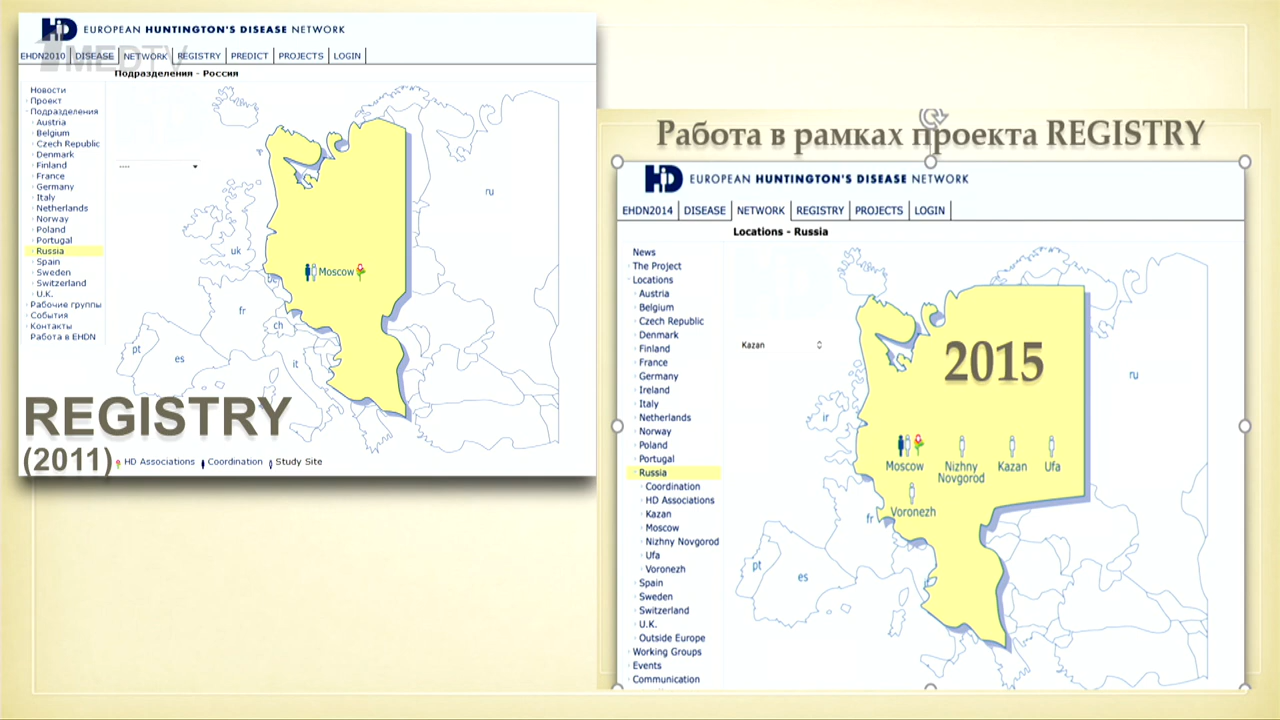 HD EUROPEAN HUNTINGTON'S DISEASE NETWORK
1MEDTV
EHDN2010 DISEASE NETWORK REGISTRY PREDICT PROJECTS LOGIN
Подразделения - Россия
Новости
Проект
Подразделения
Austria
Belgium
Czech Republic
Denmark
Finland
France
Germany
Italy
Netherlands
Norway
Poland
Portugal
Russia
Spain
Sweden
Switzerland
U.K.
Рабочие группы
События
Контакты
Работа в EHDN
----
ru
uk
Moscow
be
fr
ch
pt
es
it
REGISTRY
(2011)
HD Associations Coordination Study Site
Работа в рамках проекта REGISTRY
HD EUROPEAN HUNTINGTON'S DISEASE NETWORK
EHDN2014 DISEASE NETWORK REGISTRY PROJECTS LOGIN
Locations - Russia
News
The Project
Locations
Austria
Belgium
Czech Republic
Denmark
Finland
France
Germany
Ireland
Italy
Netherlands
Norway
Poland
Portugal
Russia
Coordination
HD Associations
Kazan
Moscow
Nizhny Novgorod
Ufa
Voronezh
Spain
Sweden
Switzerland
U.K.
Outside Europe
Working Groups
Events
Communication
Kazan
2015
ru
ir
Moscow Nizhny Novgorod Kazan Ufa
Voronezh
fr
pt
es